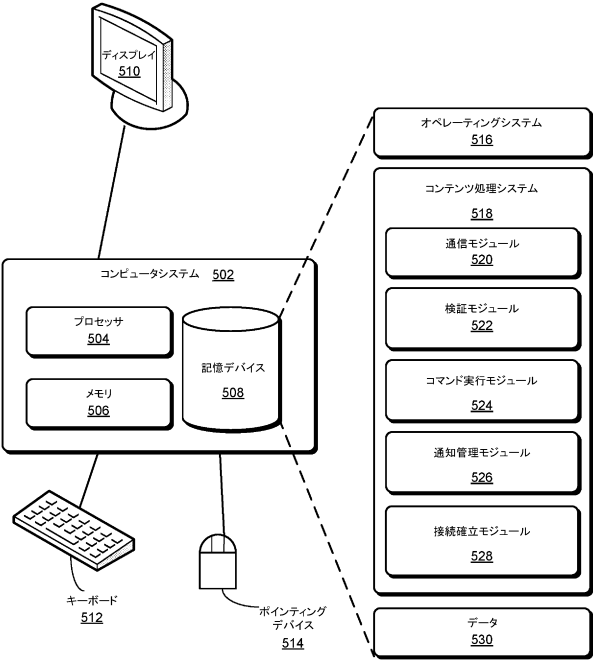 ディスプレイ
510
コンピュータシステム 502
プロセッサ
504
メモリ
506
記憶デバイス
508
キーボード
512
ポインティング
デバイス
514
オペレーティングシステム
516
コンテンツ処理システム
518
通信モジュール
520
検証モジュール
522
コマンド実行モジュール
524
通知管理モジュール
526
接続確立モジュール
528
データ
530